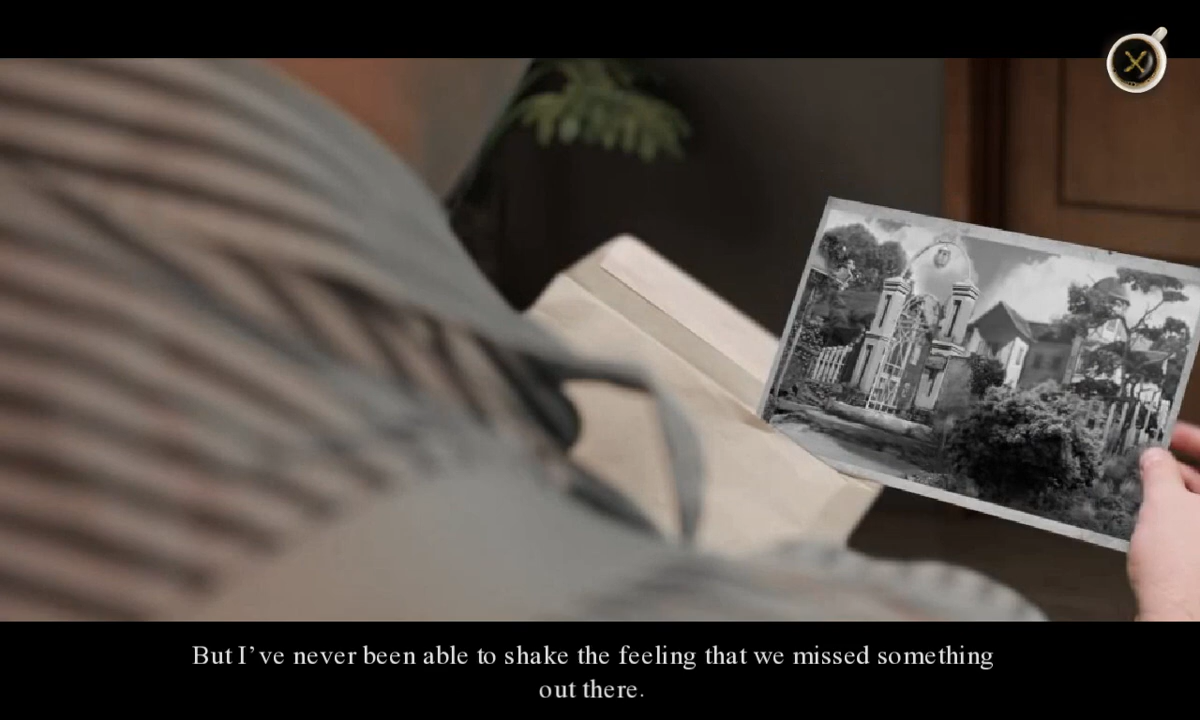 But I've never been able to shake the feeling that we missed something
out there.